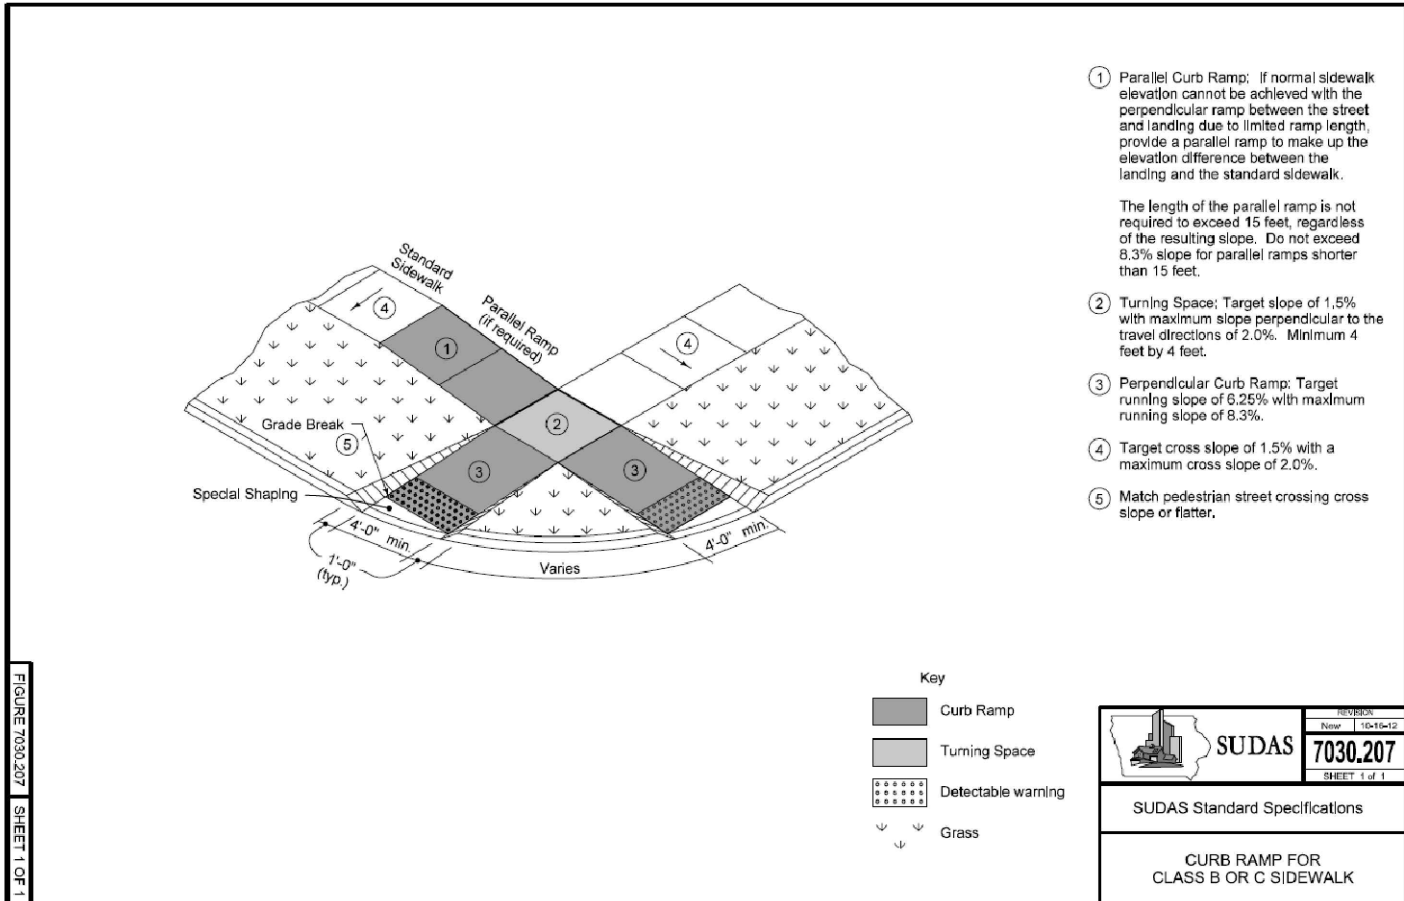 ① Parallel Curb Ramp: If normal sidewalk
elevation cannot be achieved with the
perpendicular ramp between the street
and landing due to limited ramp length,
provide a parallel ramp to make up the
elevation difference between the
landing and the standard sidewalk.
The length of the parallel ramp is not
required to exceed 15 feet, regardless
of the resulting slope. Do not exceed
8.3% slope for parallel ramps shorter
than 15 feet.
② Turning Space: Target slope of 1.5%
with maximum slope perpendicular to the
travel directions of 2.0%. Minimum 4
feet by 4 feet.
③ Perpendicular Curb Ramp: Target
running slope of 6.25% with maximum
running slope of 8.3%.
④ Target cross slope of 1.5% with a
maximum cross slope of 2.0%.
⑤ Match pedestrian street crossing cross
slope or flatter.
Standard
Sidewalk
Parallel Ramp
(if required)
④
①
④
②
Grade Break
⑤
③
③
Special Shaping
4'-0" min.
4'-0" min.
1'-0"
(typ.)
Varies
Key
Curb Ramp
Turning Space
Detectable warning
Grass
FIGURE 7030.207
SHEET 1 OF 1
SUDAS
REVISION
New 10-16-12
7030.207
SHEET 1 of 1
SUDAS Standard Specifications
CURB RAMP FOR
CLASS B OR C SIDEWALK